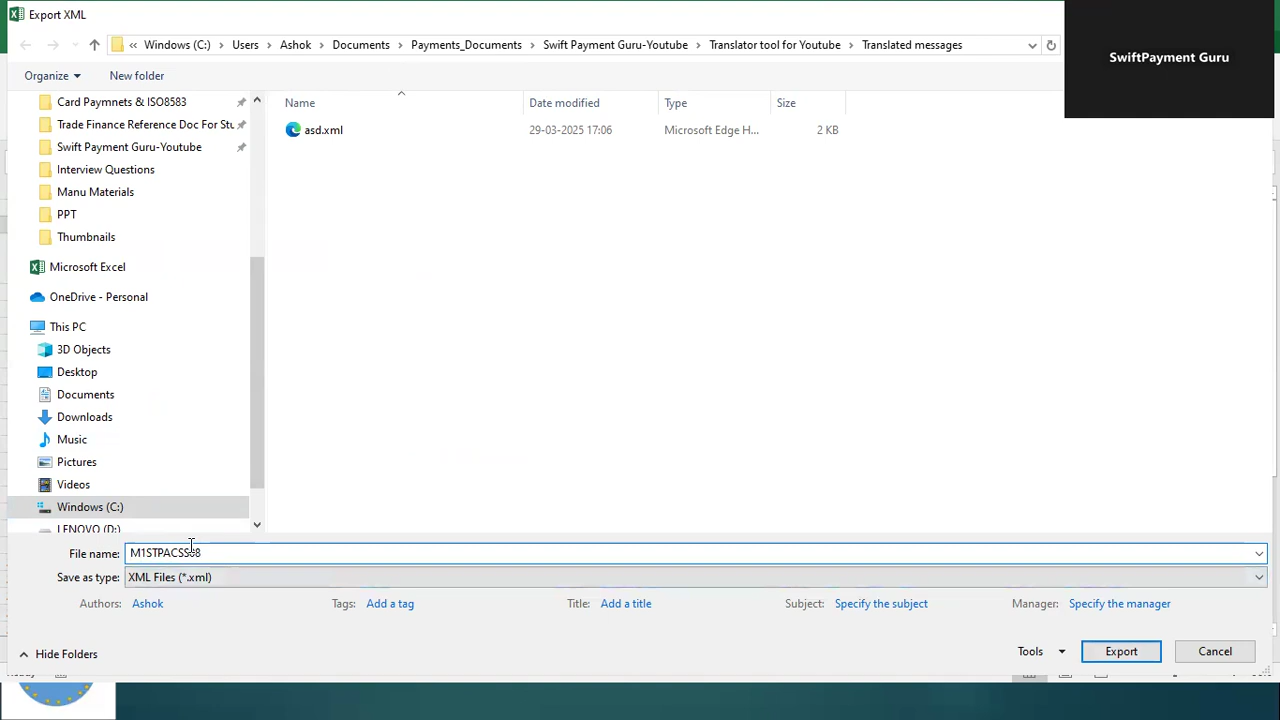 Export XML
SwiftPayment Guru
Windows (C:) Users Ashok Documents Payments_Documents Swift Payment Guru-Youtube Translator tool for Youtube Translated messages
Organize New folder
Name Date modified Type Size
asd.xml 29-03-2025 17:06 Microsoft Edge H... 2 KB
Card Paymnets & ISO8583
Trade Finance Reference Doc For Stu
Swift Payment Guru-Youtube
Interview Questions
Manu Materials
PPT
Thumbnails
Microsoft Excel
OneDrive - Personal
This PC
3D Objects
Desktop
Documents
Downloads
Music
Pictures
Videos
Windows (C:)
LENOVO (D:)
File name:
Save as type: XML Files (*.xml)
Authors: Ashok Tags: Add a tag Title: Add a title Subject: Specify the subject Manager: Specify the manager
Hide Folders Tools Export Cancel